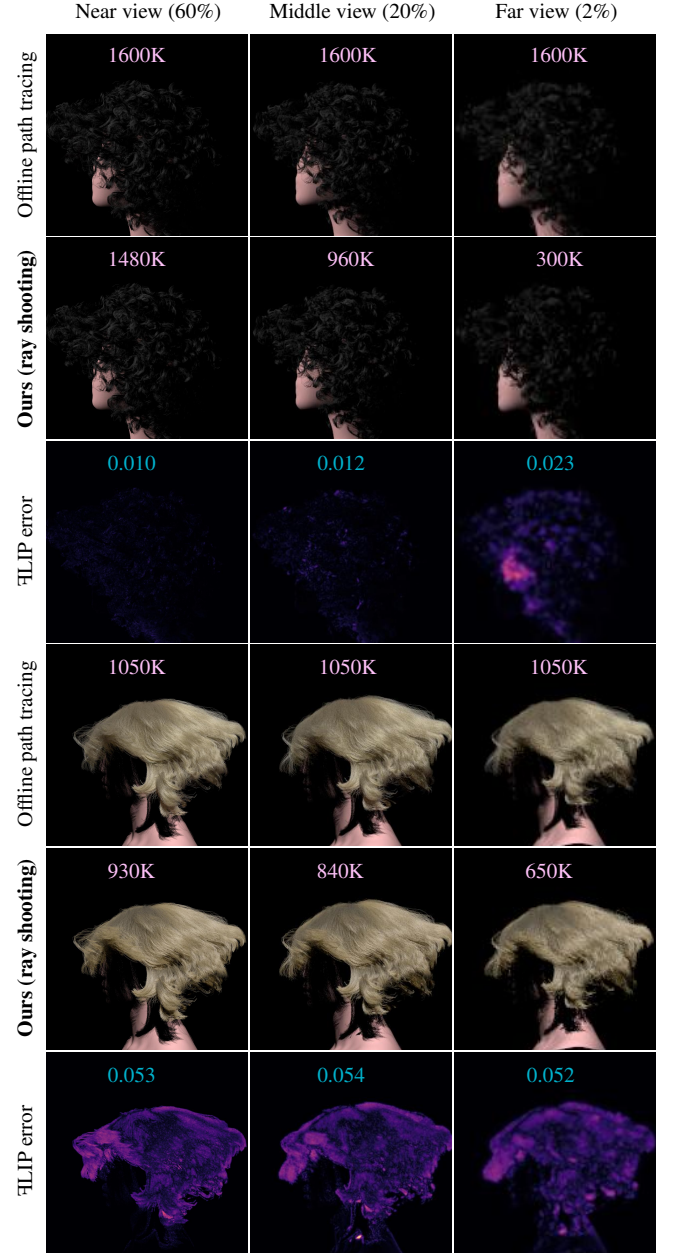 Near view (60%) Middle view (20%) Far view (2%)
Offline path tracing
1600K 1600K 1600K
Ours (ray shooting)
1480K 960K 300K
ꟻLIP error
0.010 0.012 0.023
Offline path tracing
1050K 1050K 1050K
Ours (ray shooting)
930K 840K 650K
ꟻLIP error
0.053 0.054 0.052